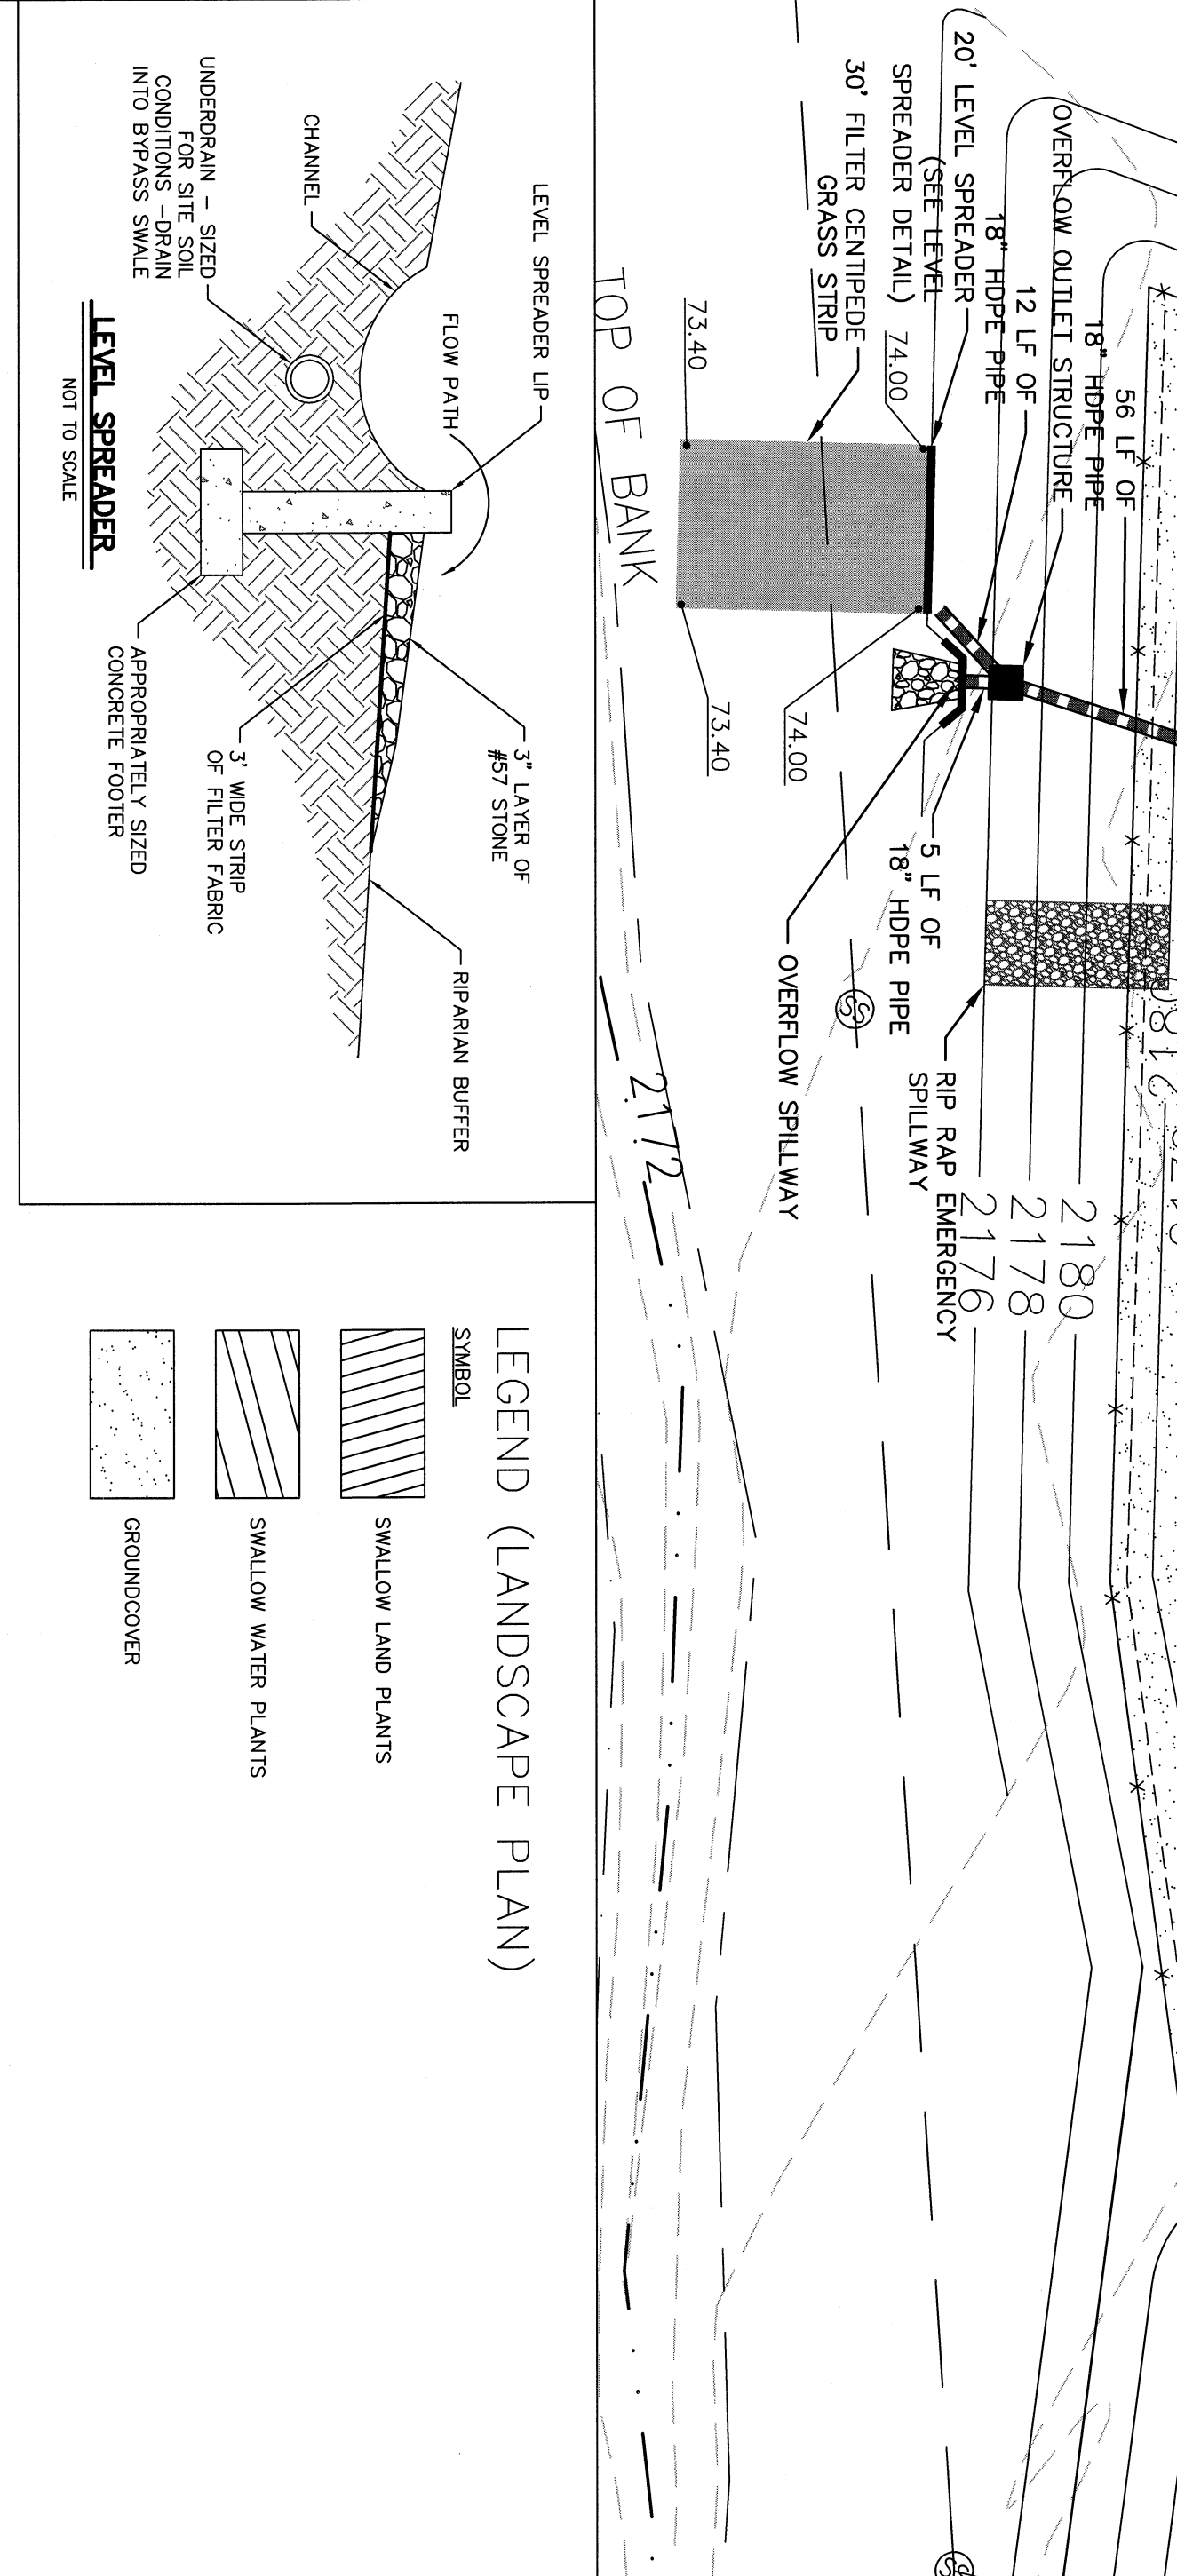 56 LF OF
18" HDPE PIPE
OVERFLOW OUTLET STRUCTURE
12 LF OF
18" HDPE PIPE
20' LEVEL SPREADER
(SEE LEVEL
SPREADER DETAIL)
30' FILTER CENTIPEDE
GRASS STRIP
74.00
73.40
74.00
73.40
5 LF OF
18" HDPE PIPE
OVERFLOW SPILLWAY
RIP RAP EMERGENCY
SPILLWAY
2180
2180
2178
2176
SS
SS
TOP OF BANK
2172
LEVEL SPREADER LIP
FLOW PATH
CHANNEL
UNDERDRAIN - SIZED
FOR SITE SOIL
CONDITIONS -DRAIN
INTO BYPASS SWALE
3" LAYER OF
#57 STONE
RIPARIAN BUFFER
3' WIDE STRIP
OF FILTER FABRIC
APPROPRIATELY SIZED
CONCRETE FOOTER
LEVEL SPREADER
NOT TO SCALE
LEGEND (LANDSCAPE PLAN)
SYMBOL
SWALLOW LAND PLANTS
SWALLOW WATER PLANTS
GROUNDCOVER